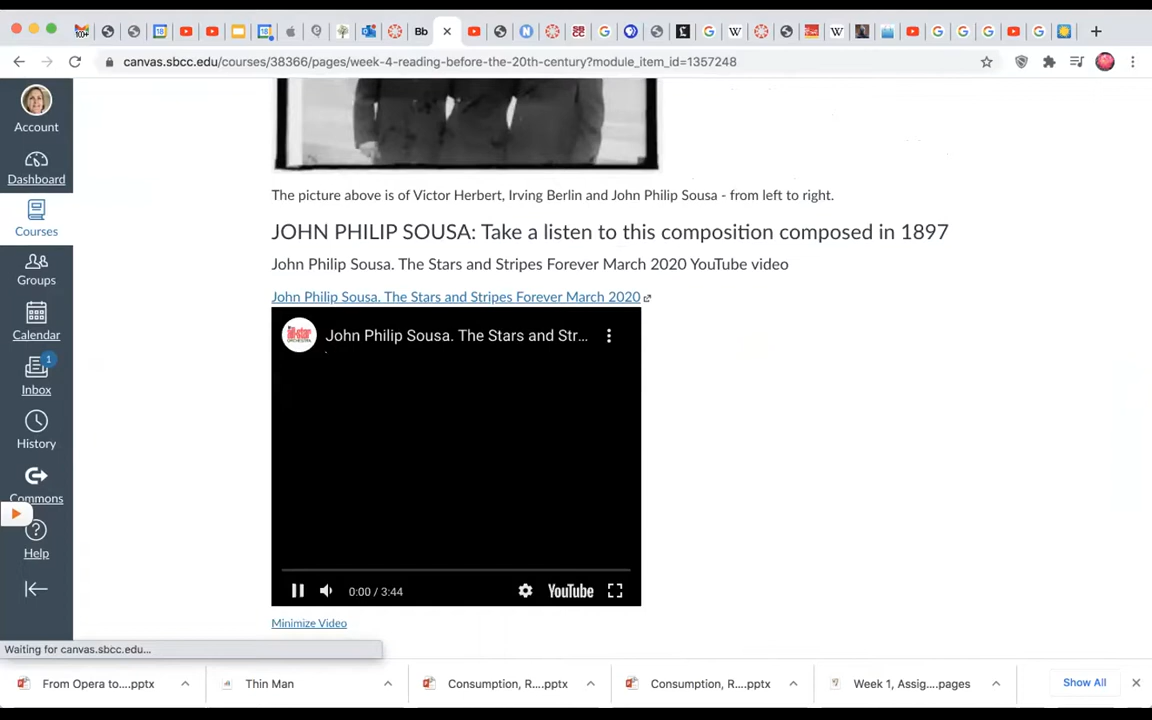 Bb
canvas.sbcc.edu/courses/38366/pages/week-4-reading-before-the-20th-century?module_item_id=1357248
Account
Dashboard
Courses
Groups
Calendar
1
Inbox
History
Commons
Help
The picture above is of Victor Herbert, Irving Berlin and John Philip Sousa - from left to right.
JOHN PHILIP SOUSA: Take a listen to this composition composed in 1897
John Philip Sousa. The Stars and Stripes Forever March 2020 YouTube video
John Philip Sousa. The Stars and Stripes Forever March 2020
John Philip Sousa. The Stars and Str...
0:00 / 3:44
YouTube
Minimize Video
Waiting for canvas.sbcc.edu...
From Opera to....pptx
Thin Man
Consumption, R....pptx
Consumption, R....pptx
Week 1, Assig....pages
Show All